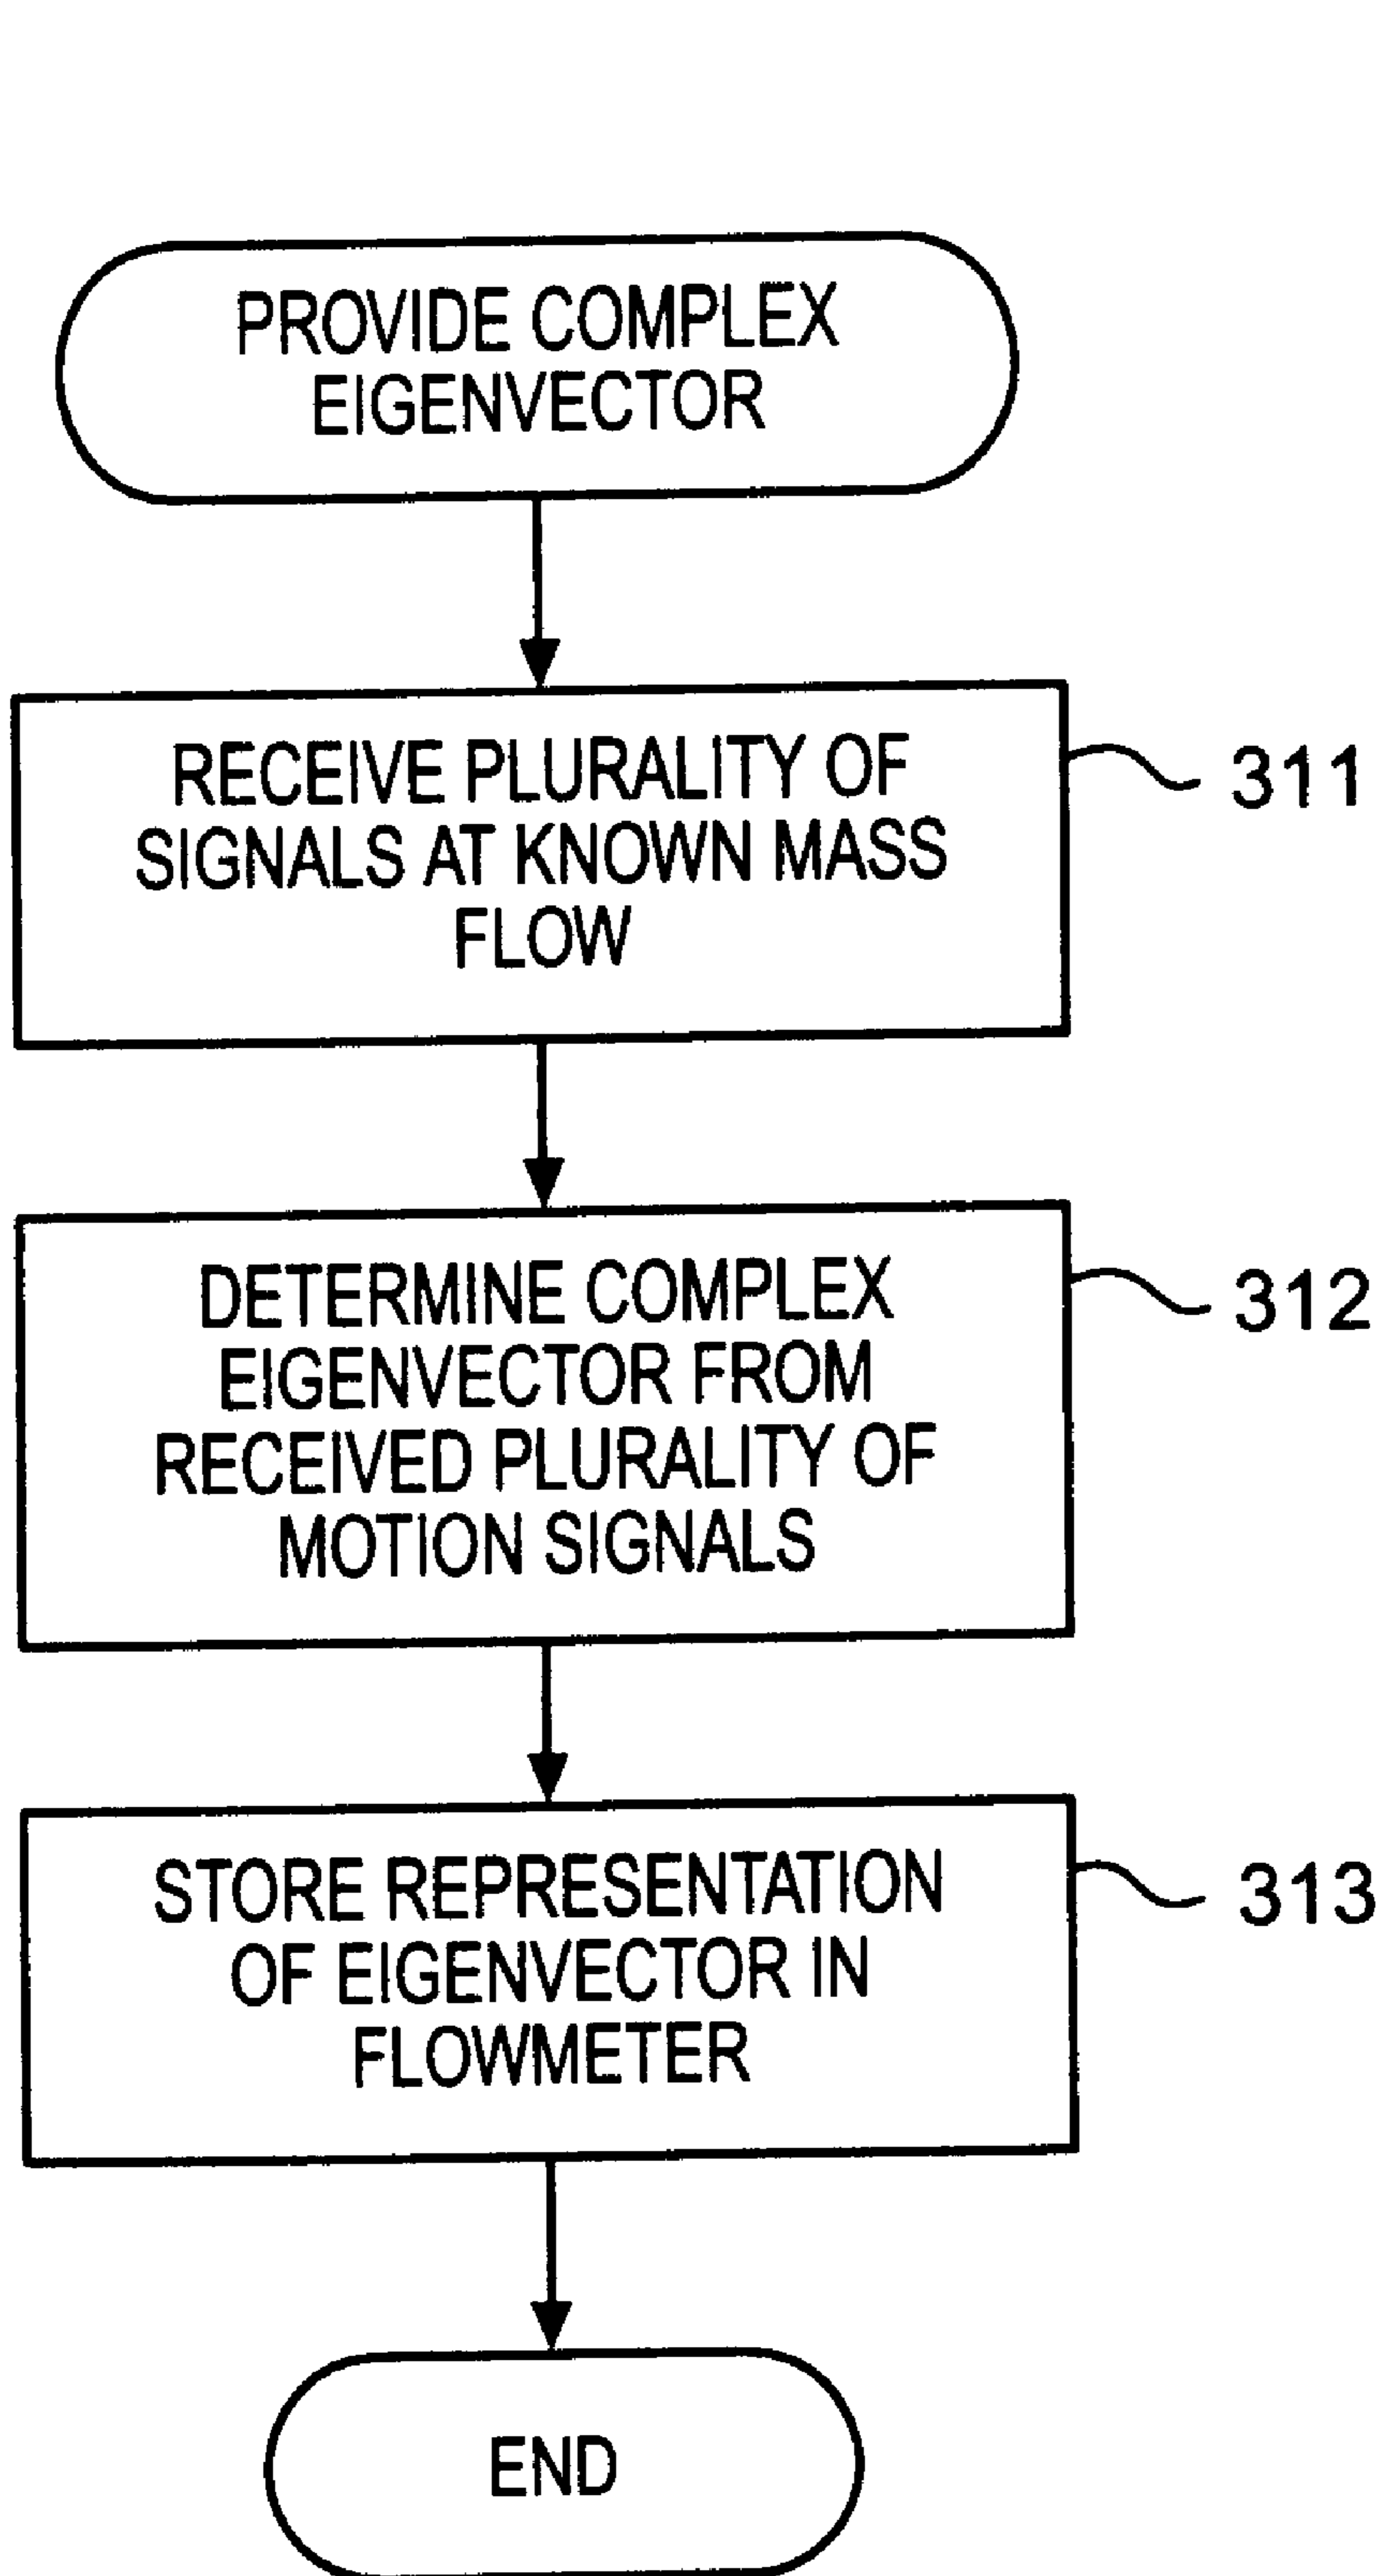 PROVIDE COMPLEX
EIGENVECTOR
RECEIVE PLURALITY OF
SIGNALS AT KNOWN MASS
FLOW
311
DETERMINE COMPLEX
EIGENVECTOR FROM
RECEIVED PLURALITY OF
MOTION SIGNALS
312
STORE REPRESENTATION
OF EIGENVECTOR IN
FLOWMETER
313
END